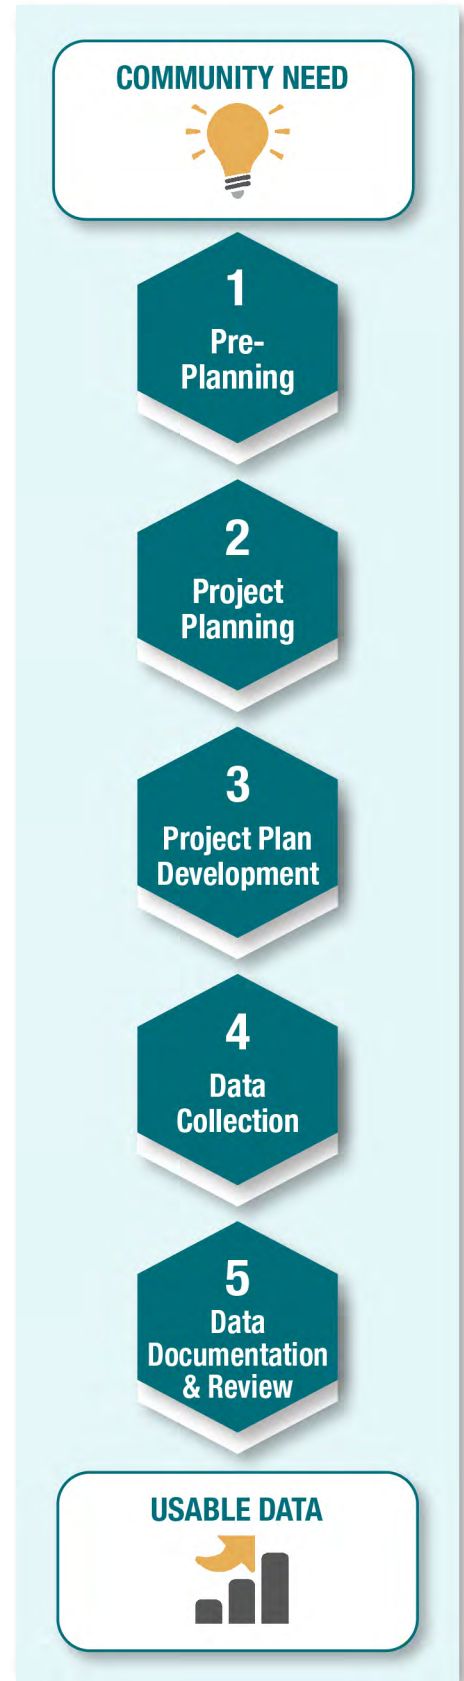 COMMUNITY NEED
1
Pre-
Planning
2
Project
Planning
3
Project Plan
Development
4
Data
Collection
5
Data
Documentation
& Review
USABLE DATA